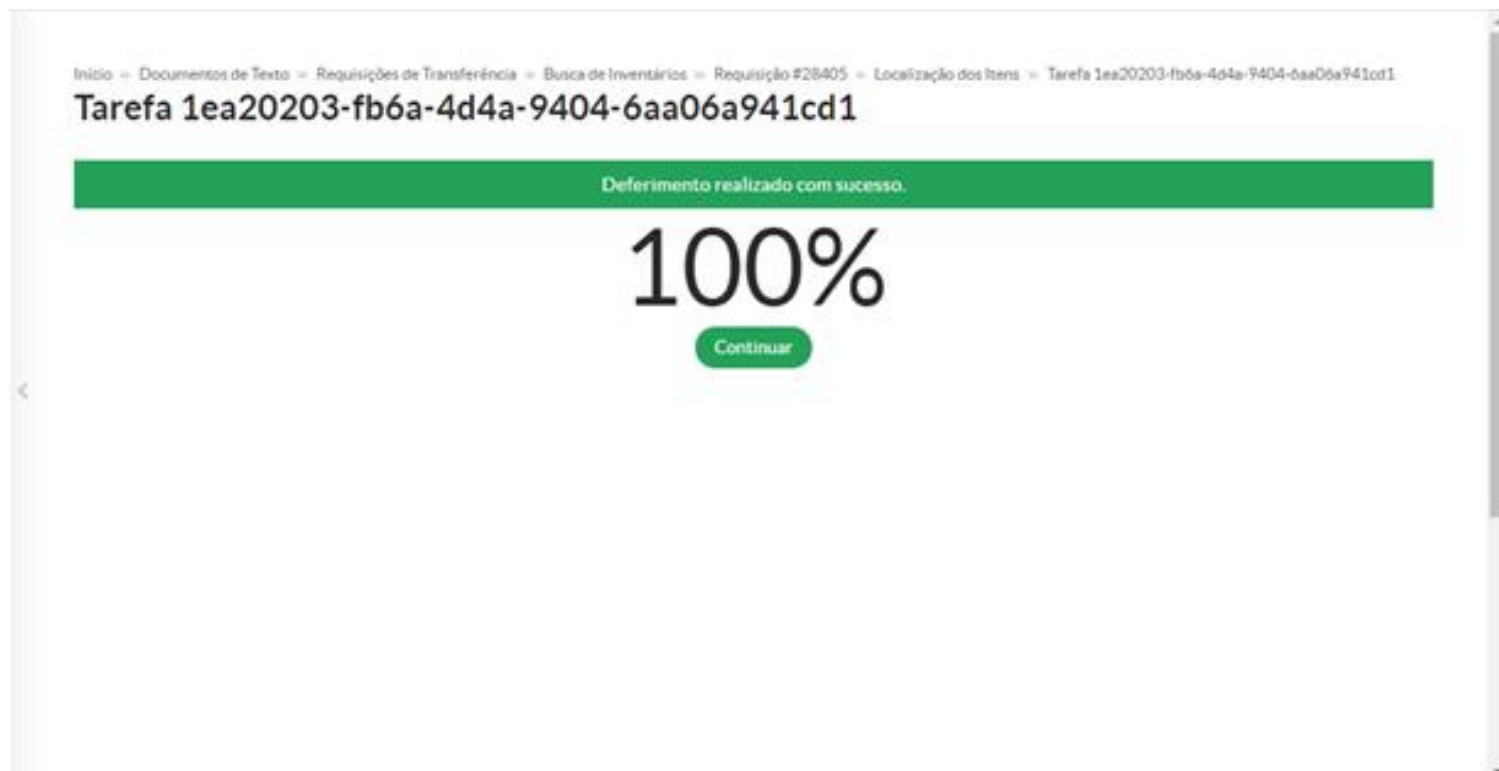 Início » Documentos de Texto » Requisições de Transferência » Busca de Inventários » Requisição #28405 » Localização dos Itens » Tarefa 1ea20203-fb6a-4d4a-9404-6aa06a941cd1
Tarefa 1ea20203-fb6a-4d4a-9404-6aa06a941cd1
Deferimento realizado com sucesso.
100%
Continuar